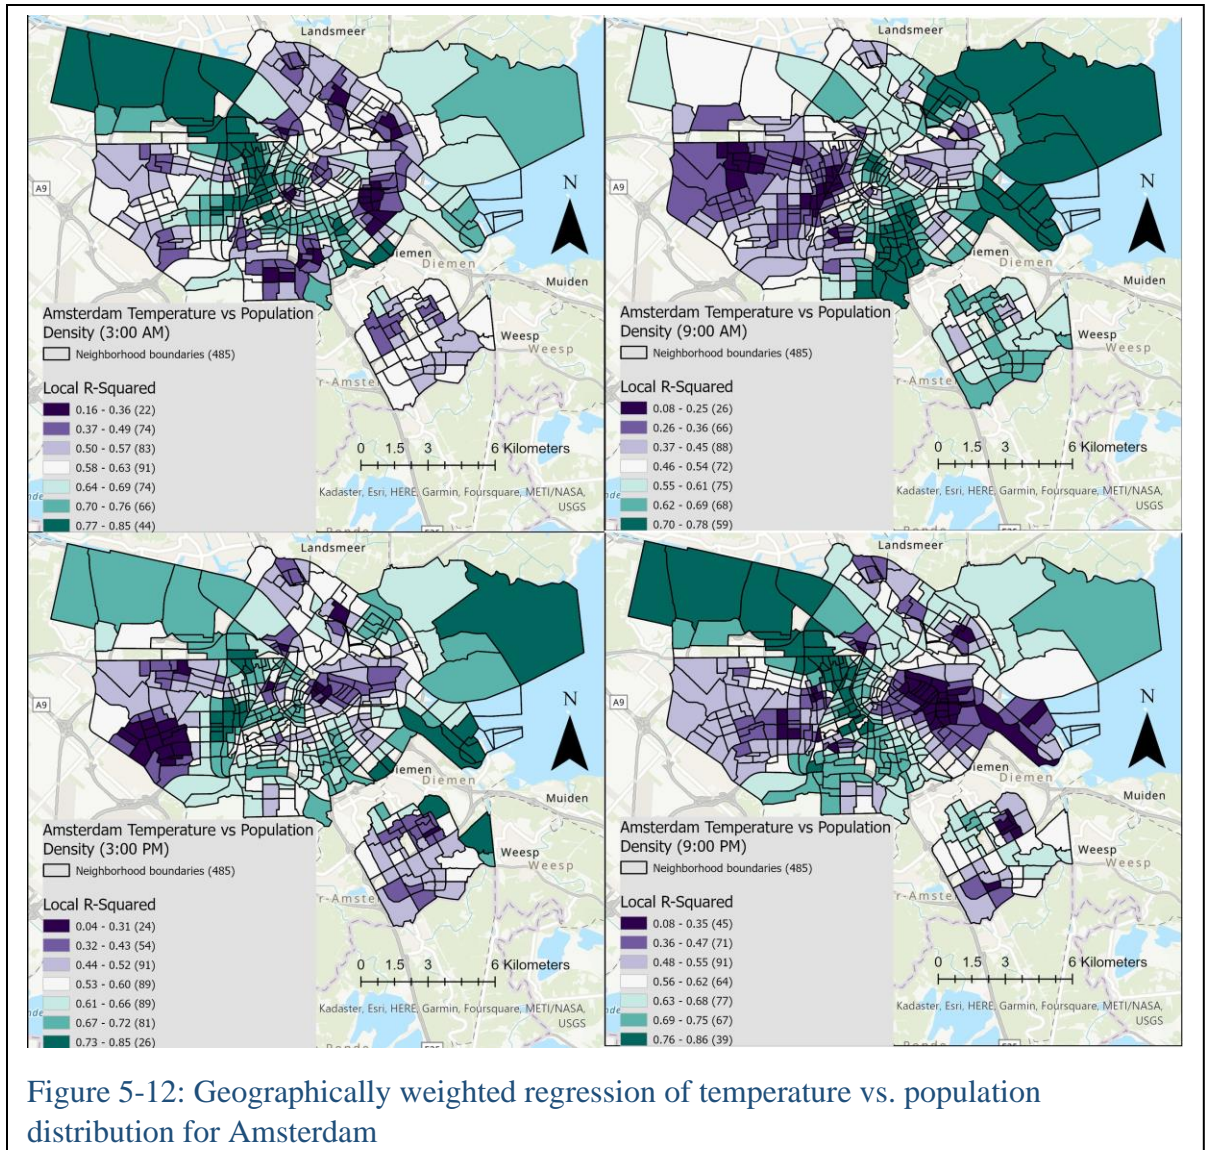 Landsmeer
A9
N
iemen
Diemen
Muiden
Amsterdam Temperature vs Population
Density (3:00 AM)
Neighborhood boundaries (485)
Weesp
Weesp
r-Amste
Local R-Squared
0.16 - 0.36 (22)
0.37 - 0.49 (74)
0.50 - 0.57 (83)
0.58 - 0.63 (91)
0.64 - 0.69 (74)
0.70 - 0.76 (66)
0.77 - 0.85 (44)
0 1.5 3 6 Kilometers
Kadaster, Esri, HERE, Garmin, Foursquare, METI/NASA,
USGS
Landsmeer
A9
N
iemen
Diemen
Muiden
Amsterdam Temperature vs Population
Density (9:00 AM)
Neighborhood boundaries (485)
Weesp
Weesp
r-Amste
Local R-Squared
0.08 - 0.25 (26)
0.26 - 0.36 (66)
0.37 - 0.45 (88)
0.46 - 0.54 (72)
0.55 - 0.61 (75)
0.62 - 0.69 (68)
0.70 - 0.78 (59)
0 1.5 3 6 Kilometers
Kadaster, Esri, HERE, Garmin, Foursquare, METI/NASA,
USGS
Landsmeer
A9
N
iemen
Diemen
Muiden
Amsterdam Temperature vs Population
Density (3:00 PM)
Neighborhood boundaries (485)
Weesp
Weesp
r-Amste
Local R-Squared
0.04 - 0.31 (24)
0.32 - 0.43 (54)
0.44 - 0.52 (91)
0.53 - 0.60 (89)
0.61 - 0.66 (89)
0.67 - 0.72 (81)
0.73 - 0.85 (26)
0 1.5 3 6 Kilometers
Kadaster, Esri, HERE, Garmin, Foursquare, METI/NASA,
USGS
Landsmeer
A9
N
iemen
Diemen
Muiden
Amsterdam Temperature vs Population
Density (9:00 PM)
Neighborhood boundaries (485)
Weesp
Weesp
r-Amste
Local R-Squared
0.08 - 0.35 (45)
0.36 - 0.47 (71)
0.48 - 0.55 (91)
0.56 - 0.62 (64)
0.63 - 0.68 (77)
0.69 - 0.75 (67)
0.76 - 0.86 (39)
0 1.5 3 6 Kilometers
Kadaster, Esri, HERE, Garmin, Foursquare, METI/NASA,
USGS
Figure 5-12: Geographically weighted regression of temperature vs. population
distribution for Amsterdam